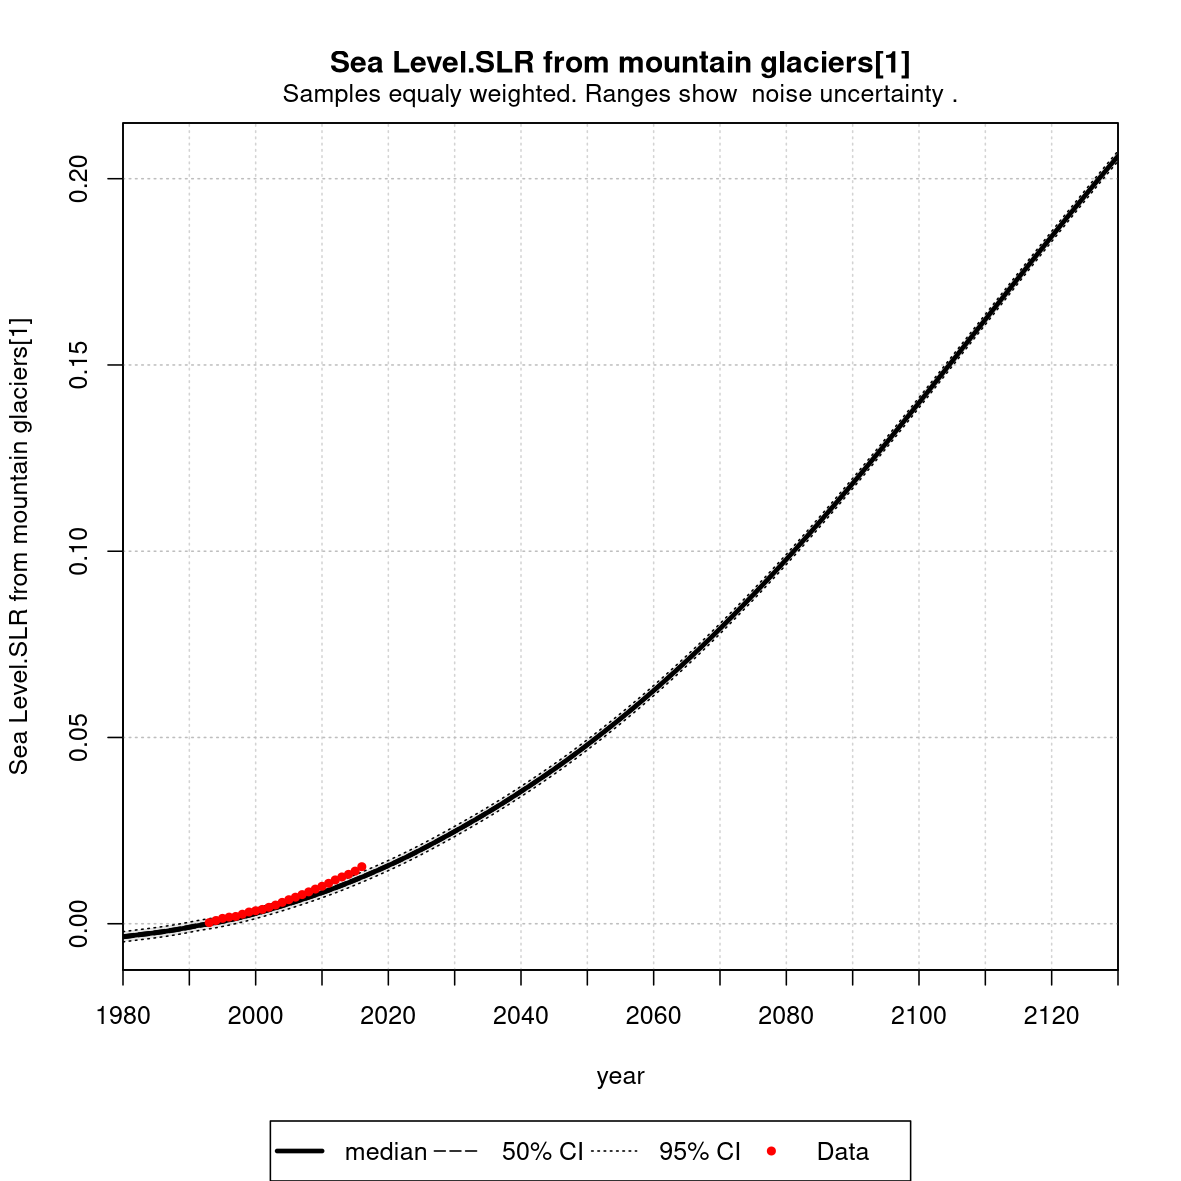 Sea Level.SLR from mountain glaciers[1]
Samples equaly weighted. Ranges show  noise uncertainty .
Sea Level.SLR from mountain glaciers[1]
0.20
0.15
0.10
0.05
0.00
1980 2000 2020 2040 2060 2080 2100 2120
year
median 50% CI 95% CI Data